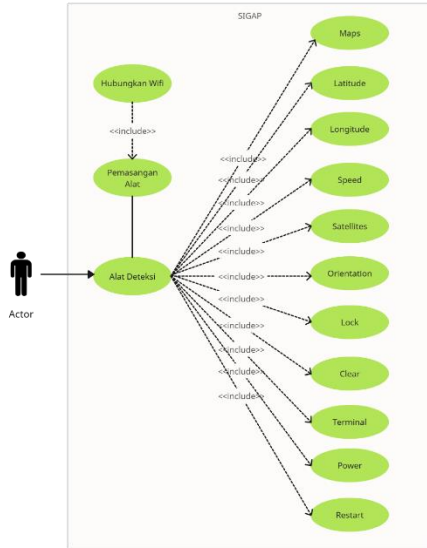 SIGAP
Maps
Hubungkan Wifi
Latitude
<<include>>
Longitude
<<include>>
Pemasangan
Alat
<<include>>
Speed
<<include>>
<<include>>
Satellites
<<include>>
Alat Deteksi
<<include>>
Orientation
Actor
<<include>>
Lock
<<include>>
<<include>>
Clear
<<include>>
<<include>>
Terminal
Power
Restart